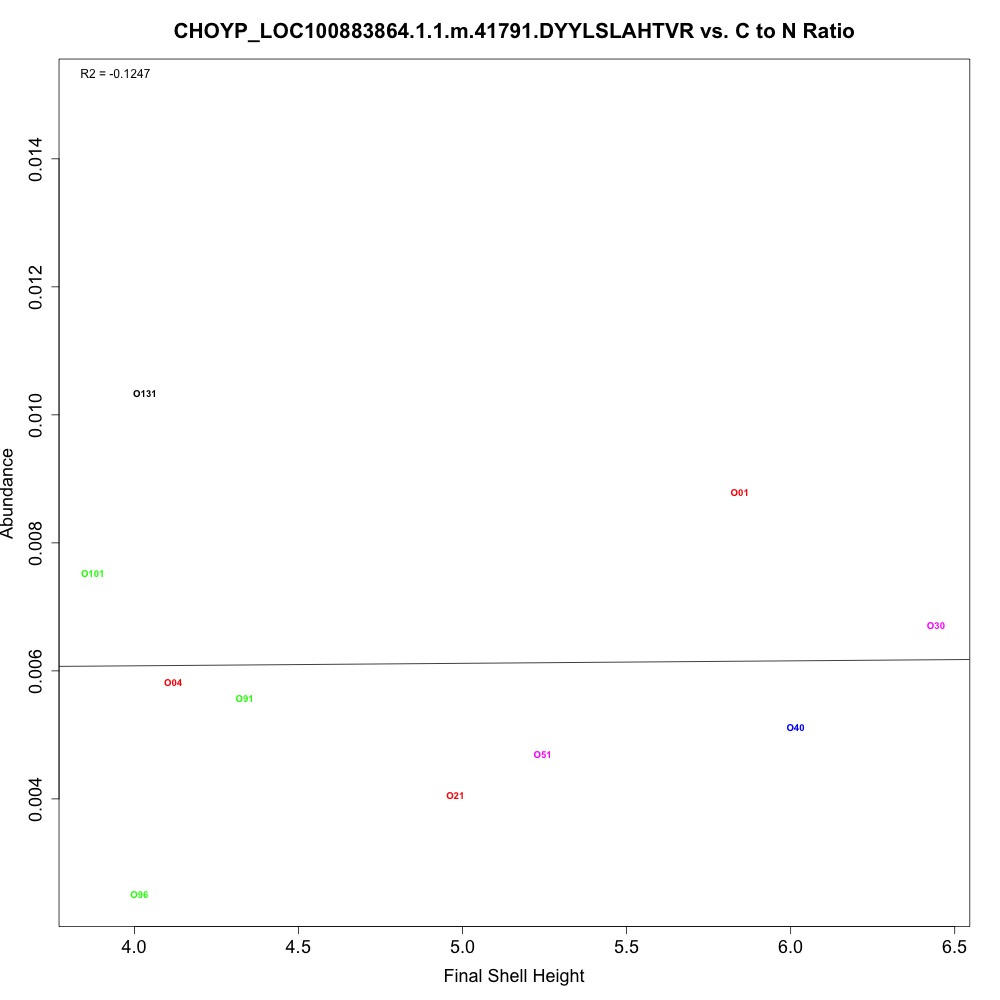 CHOYP_LOC100883864.1.1.m.41791.DYYLSLAHTVR vs. C to N Ratio
R2 = -0.1247
0.014
0.012
O131
0.010
Abundance
O01
0.008
O101
O30
0.006
O04
O91
O40
O51
O21
0.004
O96
4.0 4.5 5.0 5.5 6.0 6.5
Final Shell Height